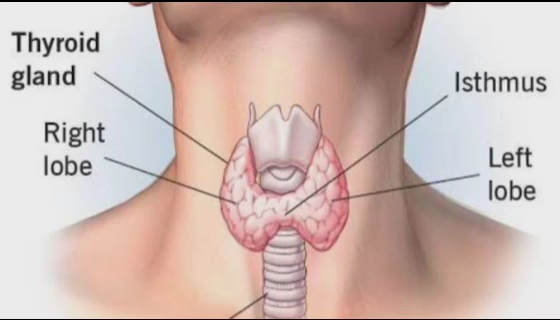 Thyroid
gland
Isthmus
Right
lobe
Left
lobe